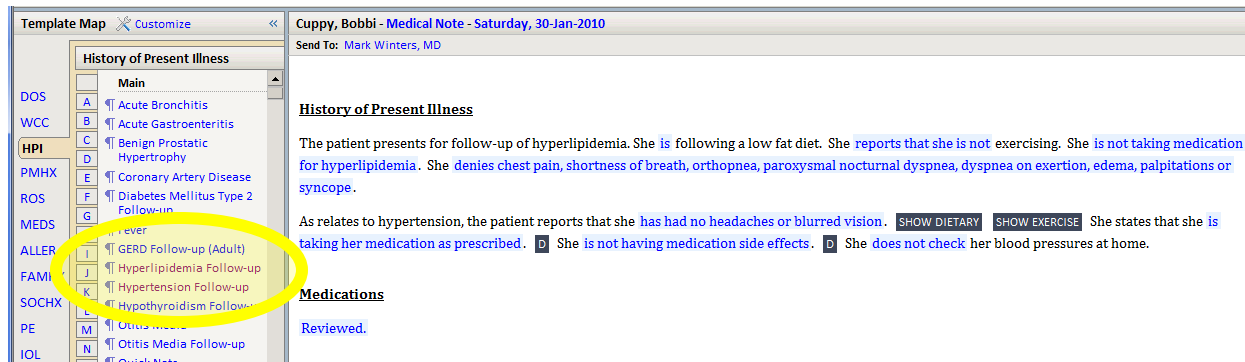 Template Map Customize «
DOS
WCC
HPI
PMHX
ROS
MEDS
ALLER
FAMHX
SOCHX
PE
IOL
History of Present Illness
A
B
C
D
E
F
G
I
J
K
L
M
N
Main
¶ Acute Bronchitis
¶ Acute Gastroenteritis
¶ Benign Prostatic
Hypertrophy
¶ Coronary Artery Disease
¶ Diabetes Mellitus Type 2
Follow-up
¶ Fever
¶ GERD Follow-up (Adult)
¶ Hyperlipidemia Follow-up
¶ Hypertension Follow-up
¶ Hypothyroidism Follow-up
¶ Otitis Media
¶ Otitis Media Follow-up
¶ Quick Note
Cuppy, Bobbi - Medical Note - Saturday, 30-Jan-2010
Send To: Mark Winters, MD
History of Present Illness
The patient presents for follow-up of hyperlipidemia. She is following a low fat diet. She reports that she is not exercising. She is not taking medication
for hyperlipidemia. She denies chest pain, shortness of breath, orthopnea, paroxysmal nocturnal dyspnea, dyspnea on exertion, edema, palpitations or
syncope.
As relates to hypertension, the patient reports that she has had no headaches or blurred vision. SHOW DIETARY SHOW EXERCISE She states that she is
taking her medication as prescribed. D She is not having medication side effects. D She does not check her blood pressures at home.
Medications
Reviewed.